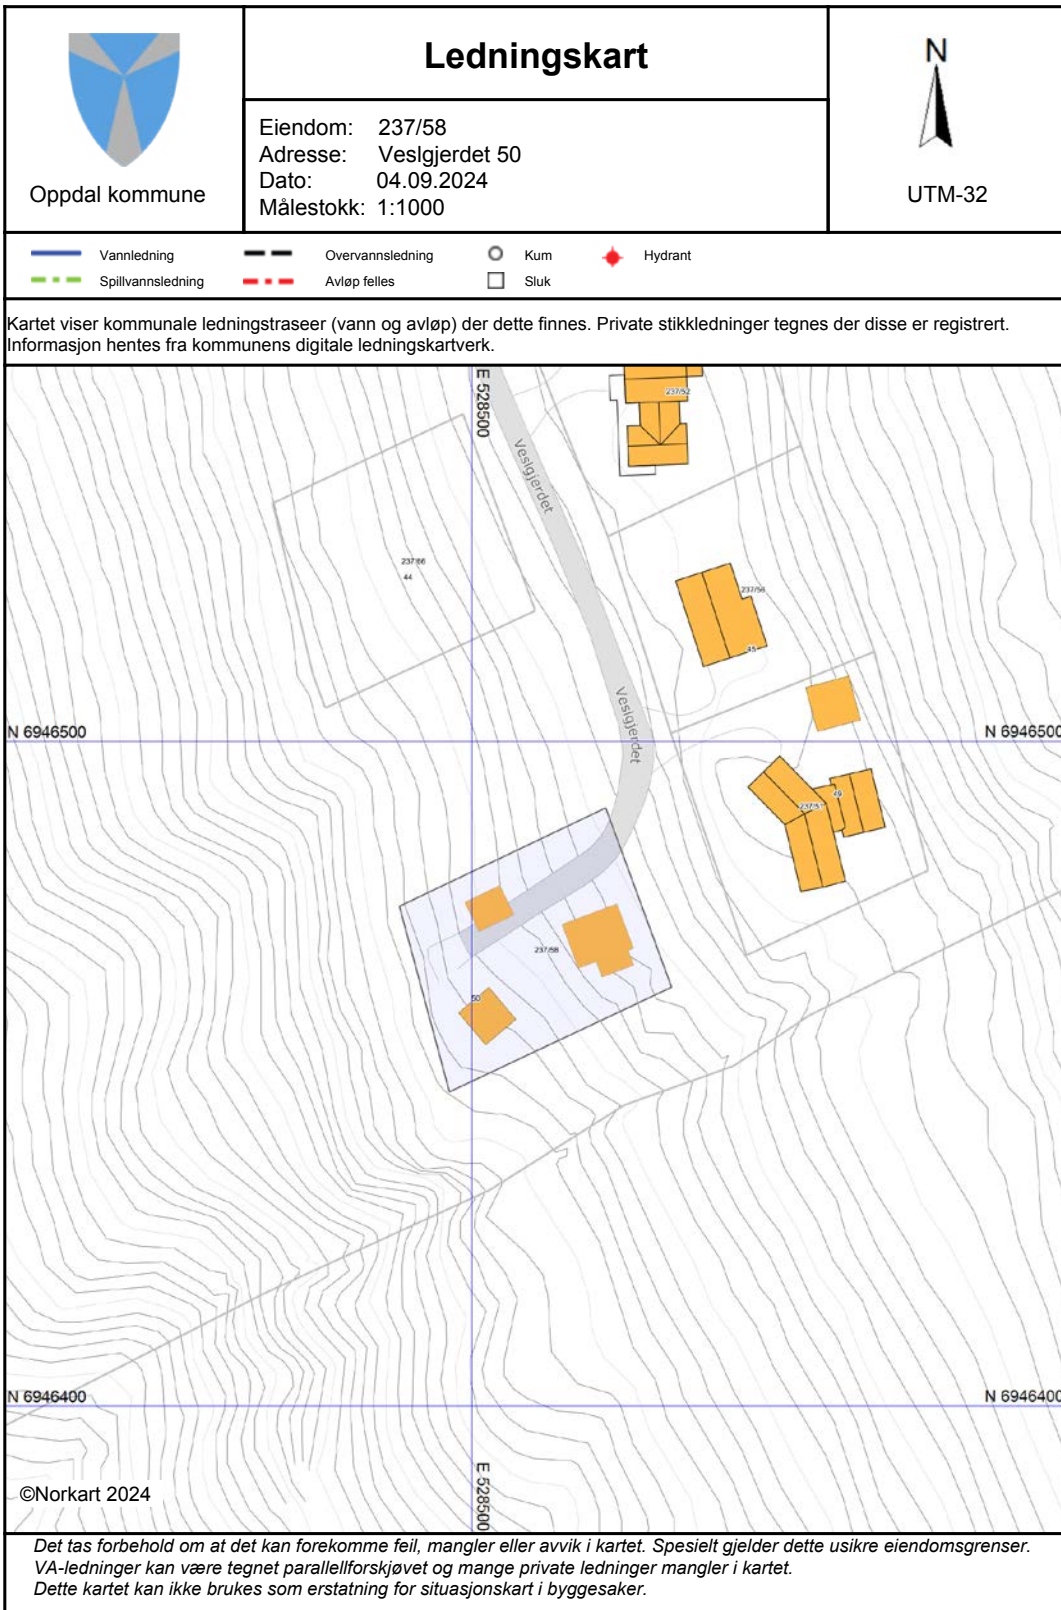 Ledningskart
Oppdal kommune
Eiendom: 237/58
Adresse: Veslgjerdet 50
Dato: 04.09.2024
Målestokk: 1:1000
N
UTM-32
Vannledning
Overvannsledning
Kum
Hydrant
Spillvannsledning
Avløp felles
Sluk
Kartet viser kommunale ledningstraseer (vann og avløp) der dette finnes. Private stikkledninger tegnes der disse er registrert.
Informasjon hentes fra kommunens digitale ledningskartverk.
E 528500
237/52
Veslgjerdet
237/66
44
237/56
45
Veslgjerdet
N 6946500
N 6946500
49
237/51
237/58
50
N 6946400
N 6946400
E 528500
©Norkart 2024
Det tas forbehold om at det kan forekomme feil, mangler eller avvik i kartet. Spesielt gjelder dette usikre eiendomsgrenser.
VA-ledninger kan være tegnet parallellforskjøvet og mange private ledninger mangler i kartet.
Dette kartet kan ikke brukes som erstatning for situasjonskart i byggesaker.